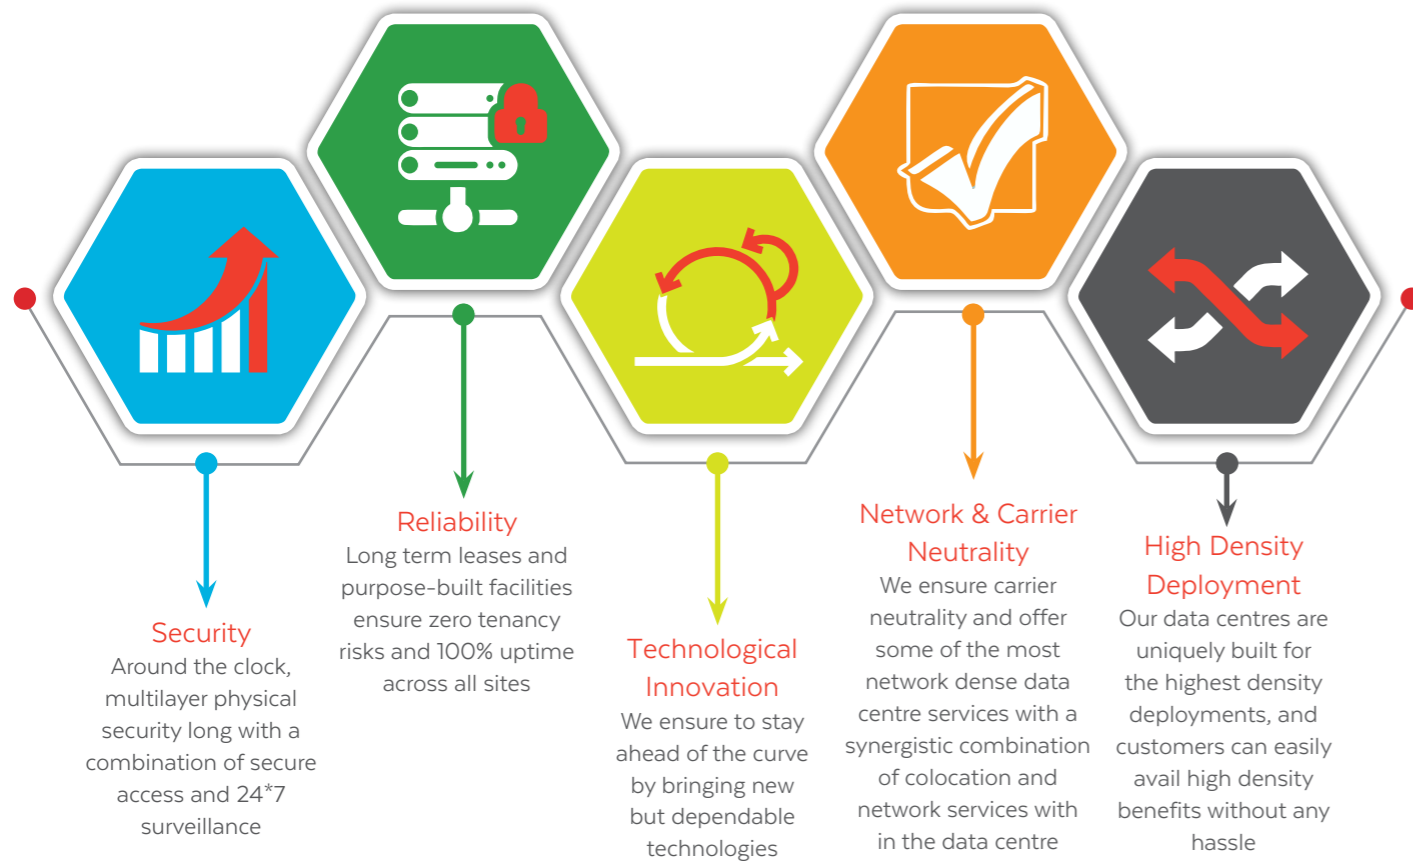 Security
Around the clock,
multilayer physical
security long with a
combination of secure
access and 24*7
surveillance
Reliability
Long term leases and
purpose-built facilities
ensure zero tenancy
risks and 100% uptime
across all sites
Technological
Innovation
We ensure to stay
ahead of the curve
by bringing new
but dependable
technologies
Network & Carrier
Neutrality
We ensure carrier
neutrality and offer
some of the most
network dense data
centre services with a
synergistic combination
of colocation and
network services with
in the data centre
High Density
Deployment
Our data centres are
uniquely built for
the highest density
deployments, and
customers can easily
avail high density
benefits without any
hassle